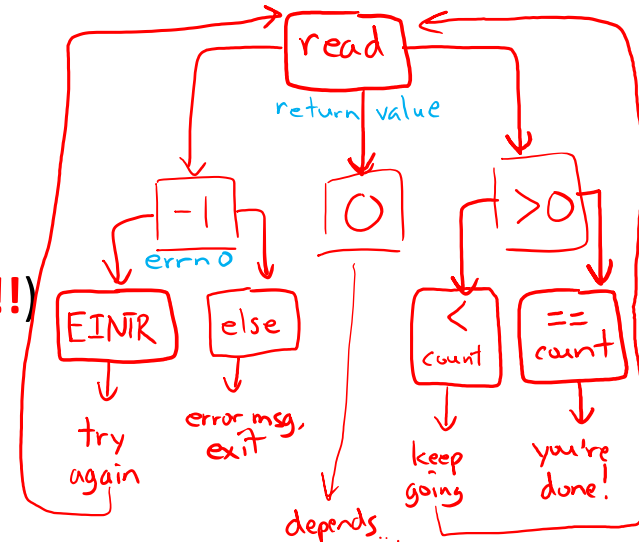 read
return value
-1
0
>0
errno
!!)
EINTR
else
<
count
==
count
try
again
error msg,
exit
keep
going
you're
done!
depends...